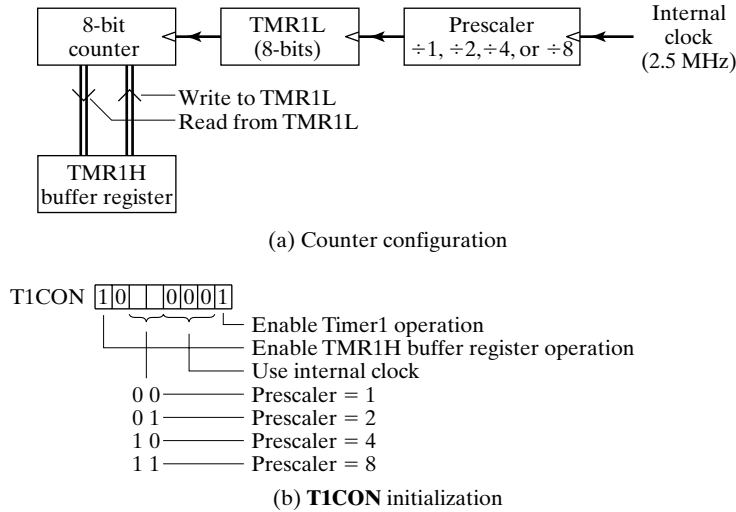 8-bit
counter
TMR1L
(8-bits)
Prescaler
÷1, ÷2,÷4, or ÷8
Internal
clock
(2.5 MHz)
Write to TMR1L
Read from TMR1L
TMR1H
buffer register
(a) Counter configuration
T1CON 1 0 0 0 0 1
Enable Timer1 operation
Enable TMR1H buffer register operation
Use internal clock
0 0 Prescaler = 1
0 1 Prescaler = 2
1 0 Prescaler = 4
1 1 Prescaler = 8
(b) T1CON initialization